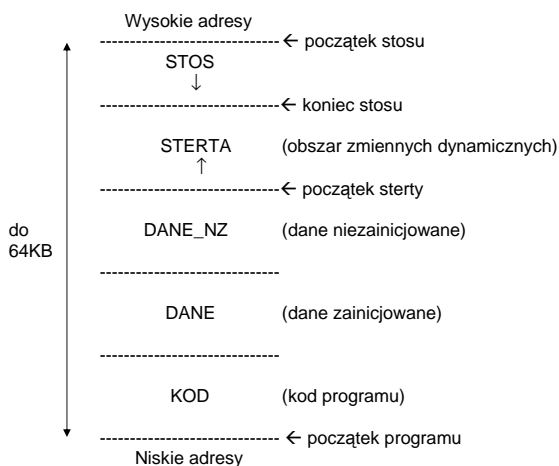 Wysokie adresy
------------------------------ ← początek stosu
STOS
↓
------------------------------ ← koniec stosu
STERTA (obszar zmiennych dynamicznych)
↑
------------------------------ ← początek sterty
do
64KB
DANE_NZ (dane niezainicjowane)
------------------------------
DANE (dane zainicjowane)
------------------------------
KOD (kod programu)
------------------------------ ← początek programu
Niskie adresy